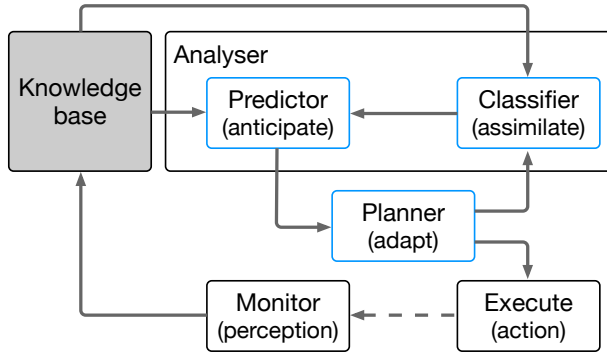 Analyser
Knowledge
base
Predictor
(anticipate)
Classifier
(assimilate)
Planner
(adapt)
Monitor
(perception)
Execute
(action)